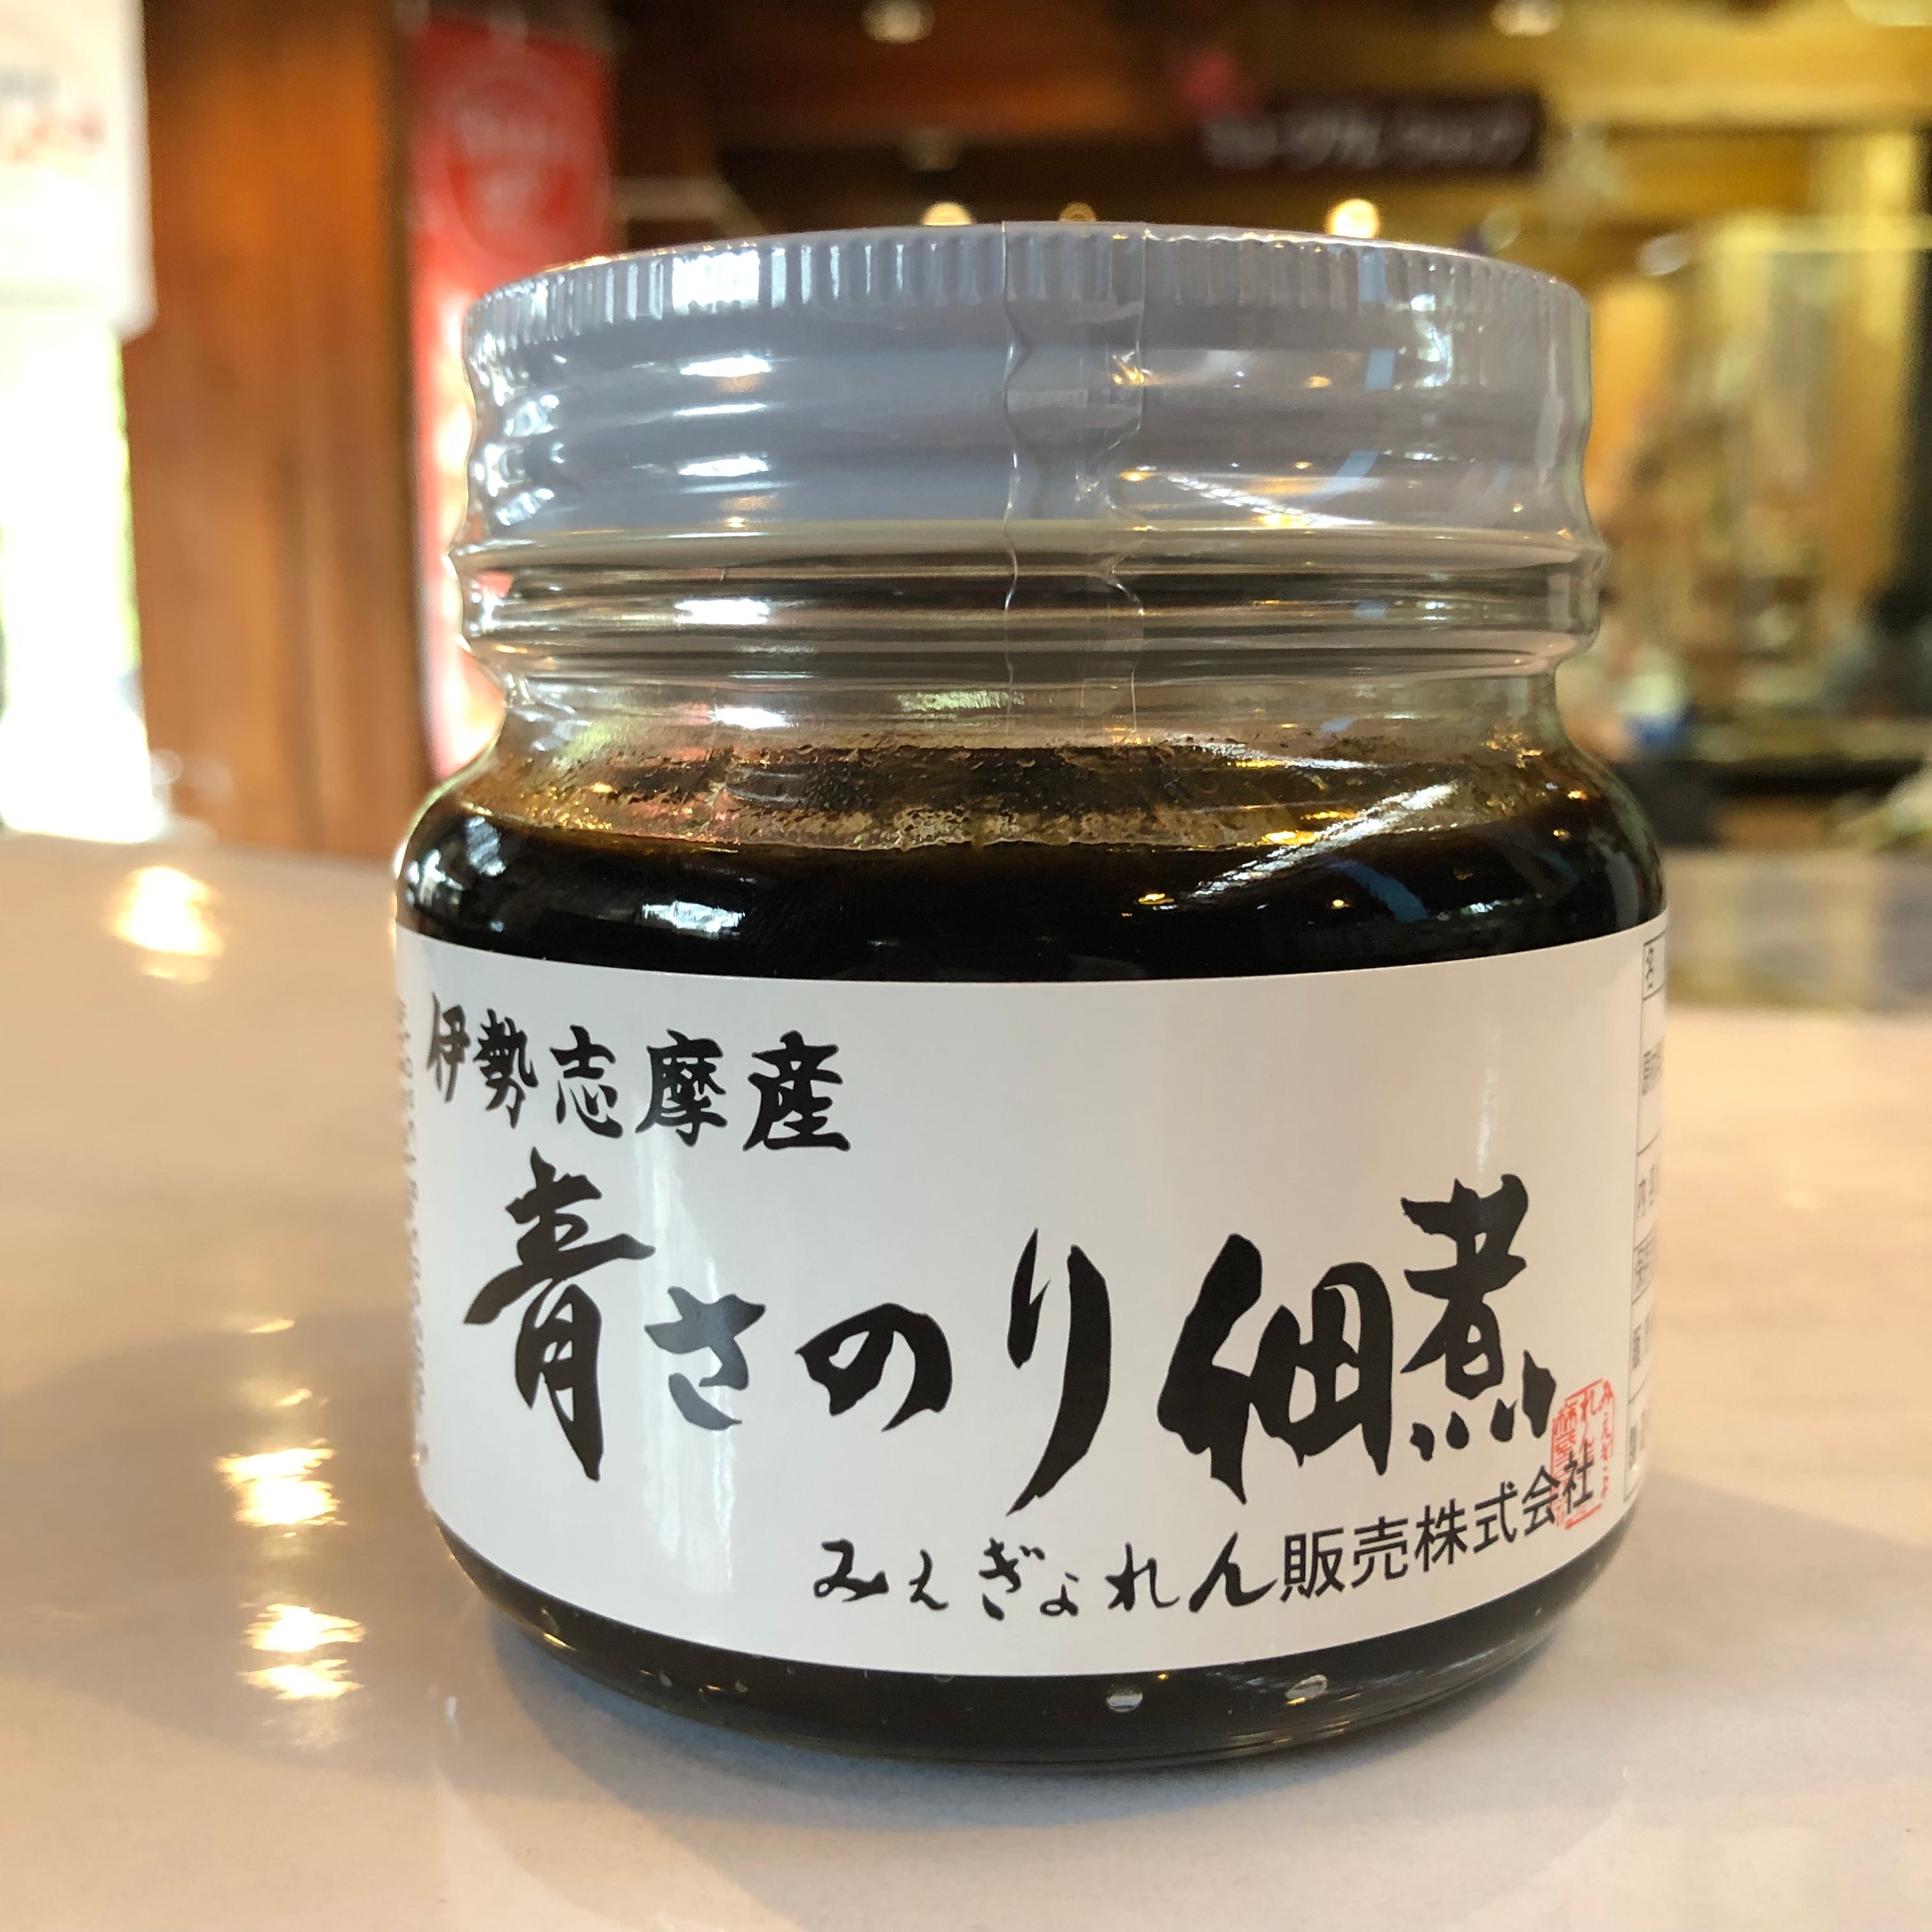 伊勢志摩産
青さのり佃煮
みえぎょれん販売株式会社